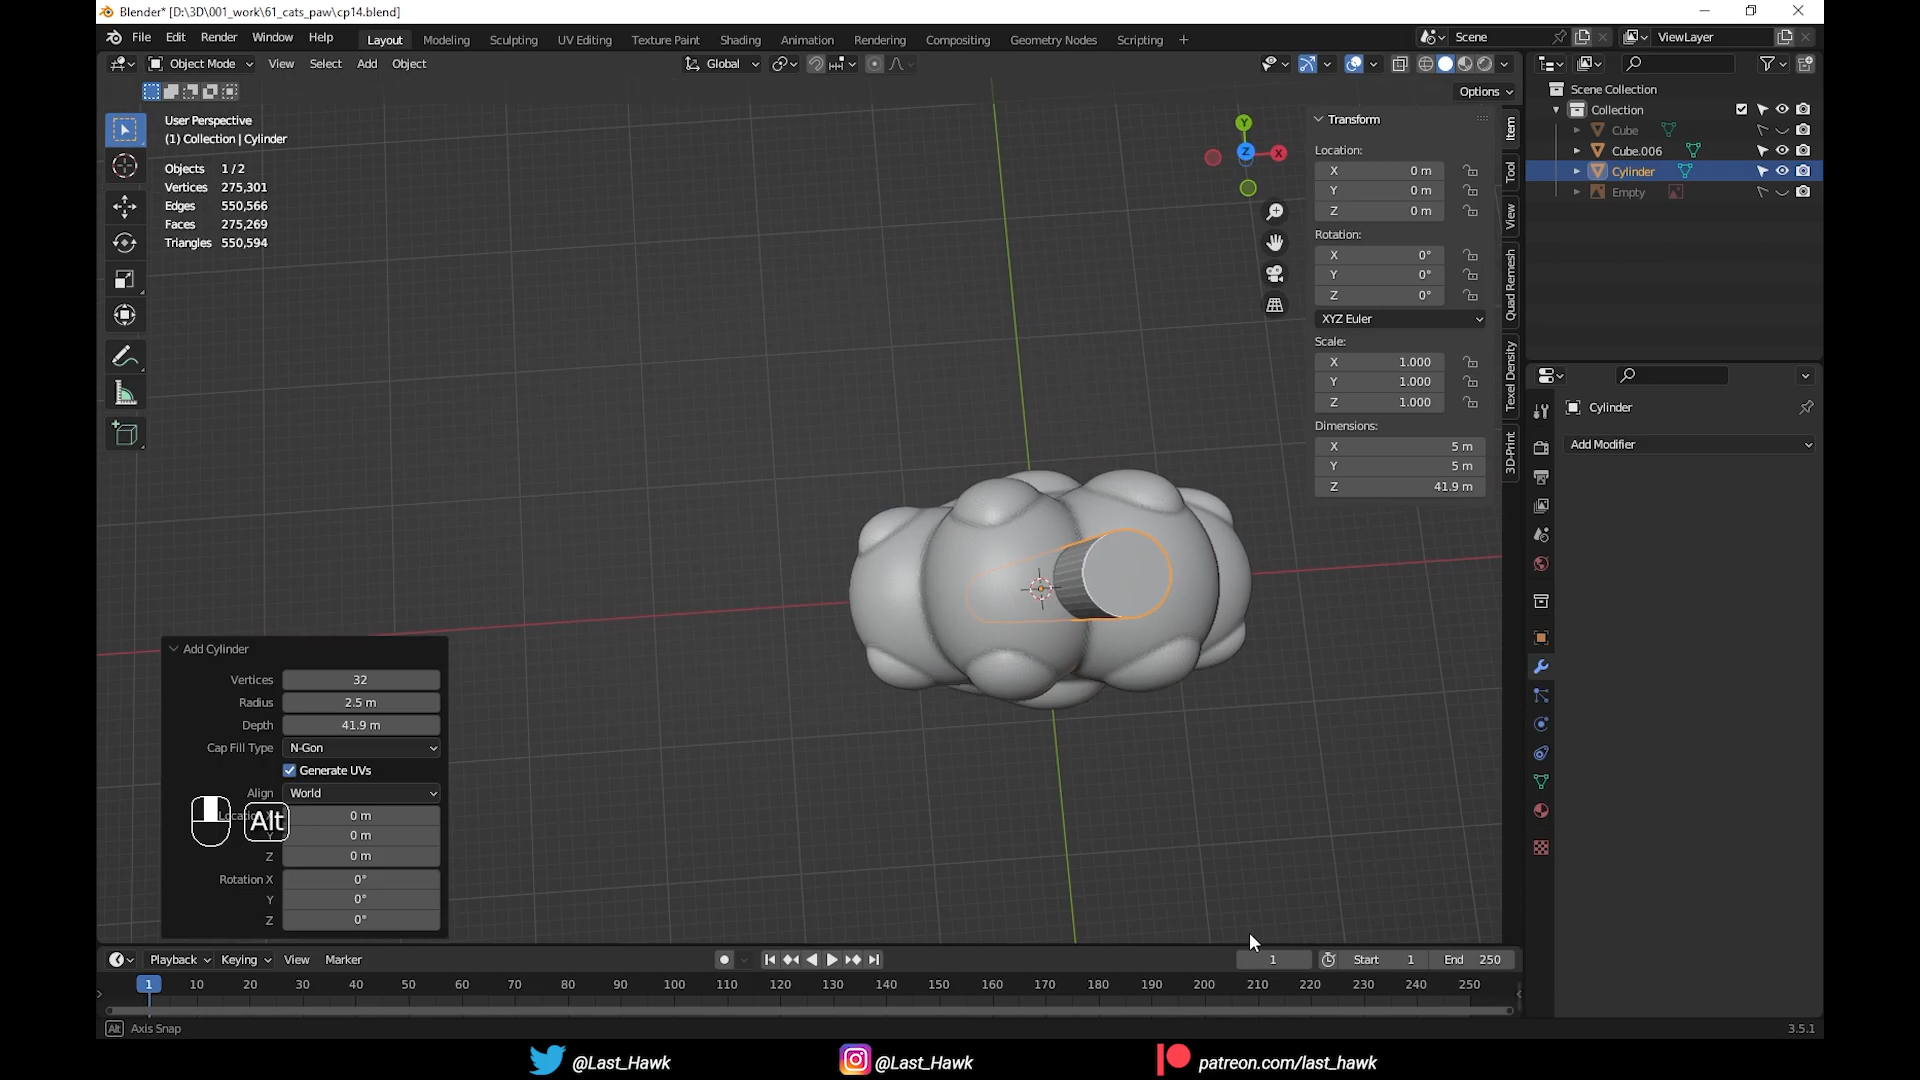 Blender* [D:\3D\001_work\61_cats_paw\cp14.blend]
File Edit Render Window Help Layout Modeling Sculpting UV Editing Texture Paint Shading Animation Rendering Compositing Geometry Nodes Scripting + Scene ViewLayer
Object Mode View Select Add Object Global
Options
User Perspective
(1) Collection | Cylinder
Objects 1 / 2
Vertices 275,301
Edges 550,566
Faces 275,269
Triangles 550,594
Y
Z
X
Transform
Location:
X 0 m
Y 0 m
Z 0 m
Rotation:
X 0°
Y 0°
Z 0°
XYZ Euler
Scale:
X 1.000
Y 1.000
Z 1.000
Dimensions:
X 5 m
Y 5 m
Z 41.9 m
Item
Tool
View
Quad Remesh
Texel Density
3D-Print
Scene Collection
Collection
Cube
Cube.006
Cylinder
Empty
Cylinder
Add Modifier
Add Cylinder
Vertices 32
Radius 2.5 m
Depth 41.9 m
Cap Fill Type N-Gon
Generate UVs
Align World
Location X 0 m
Y 0 m
Z 0 m
Rotation X 0°
Y 0°
Z 0°
Alt
Playback Keying View Marker 1 Start 1 End 250
1 10 20 30 40 50 60 70 80 90 100 110 120 130 140 150 160 170 180 190 200 210 220 230 240 250
Alt Axis Snap 3.5.1
@Last_Hawk @Last_Hawk patreon.com/last_hawk